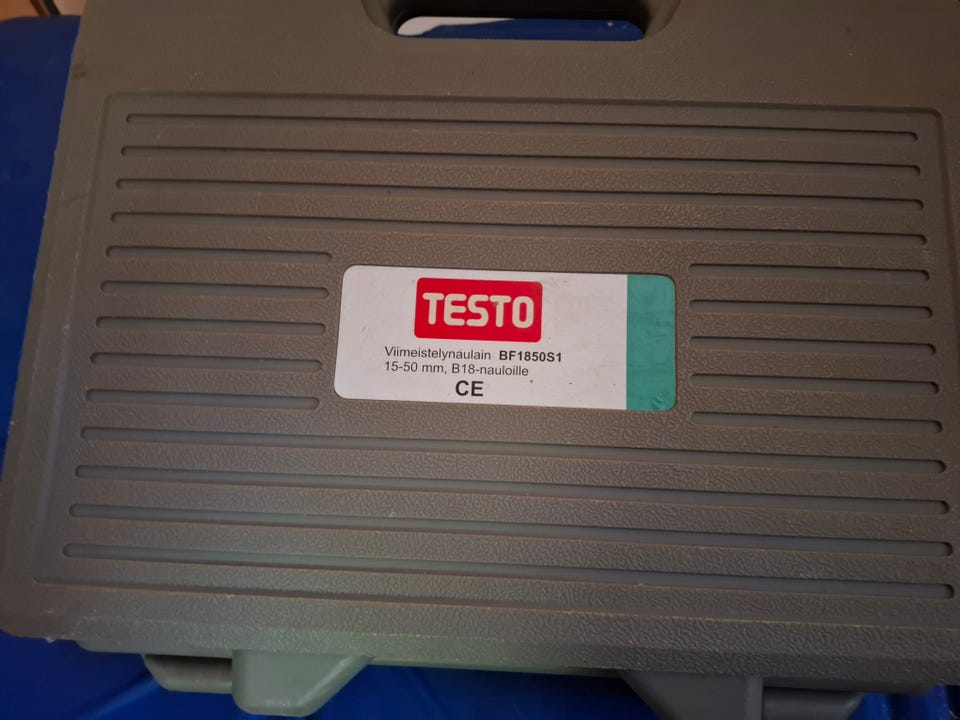 TESTO
Viimeistelynaulain BF1850S1
15-50 mm, B18-nauloille
CE